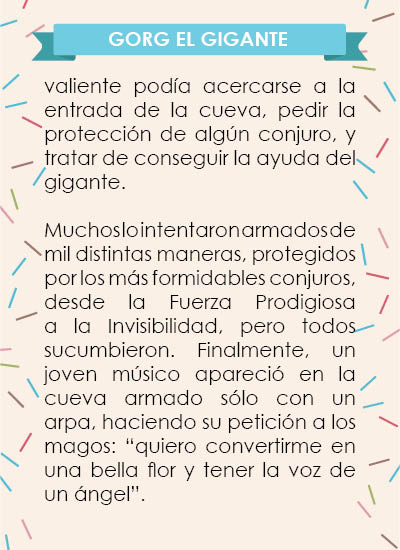 GORG EL GIGANTE
valiente podía acercarse a la
entrada de la cueva, pedir la
protección de algún conjuro, y
tratar de conseguir la ayuda del
gigante.
Muchos lo intentaron armados de
mil distintas maneras, protegidos
por los más formidables conjuros,
desde la Fuerza Prodigiosa
a la Invisibilidad, pero todos
sucumbieron. Finalmente, un
joven músico apareció en la
cueva armado sólo con un
arpa, haciendo su petición a los
magos: “quiero convertirme en
una bella flor y tener la voz de
un ángel”.